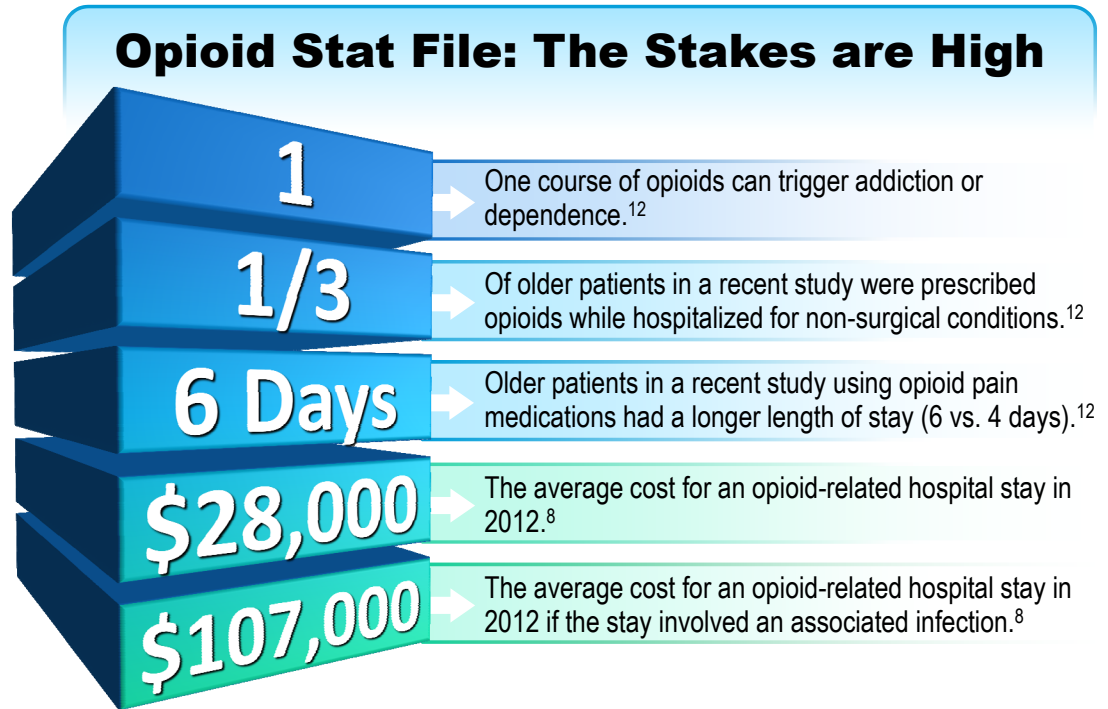 Opioid Stat File: The Stakes are High
1
One course of opioids can trigger addiction or
dependence.¹²
1/3
Of older patients in a recent study were prescribed
opioids while hospitalized for non-surgical conditions.¹²
6 Days
Older patients in a recent study using opioid pain
medications had a longer length of stay (6 vs. 4 days).¹²
$28,000
The average cost for an opioid-related hospital stay in
2012.⁸
$107,000
The average cost for an opioid-related hospital stay in
2012 if the stay involved an associated infection.⁸